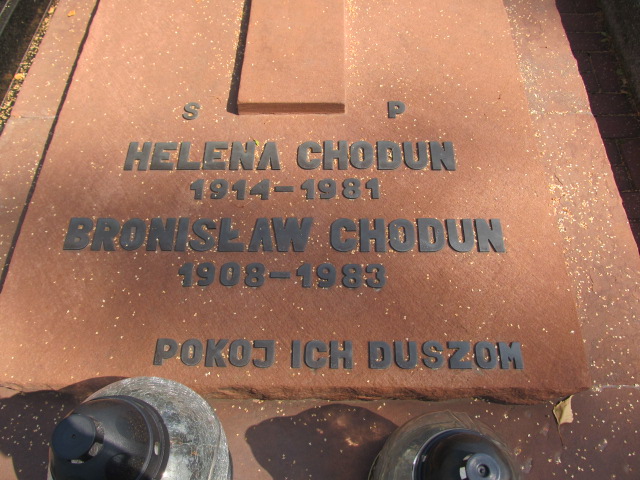 S P
HELENA CHODUN
1914-1981
BRONISŁAW CHODUN
1908-1983
POKOJ ICH DUSZOM